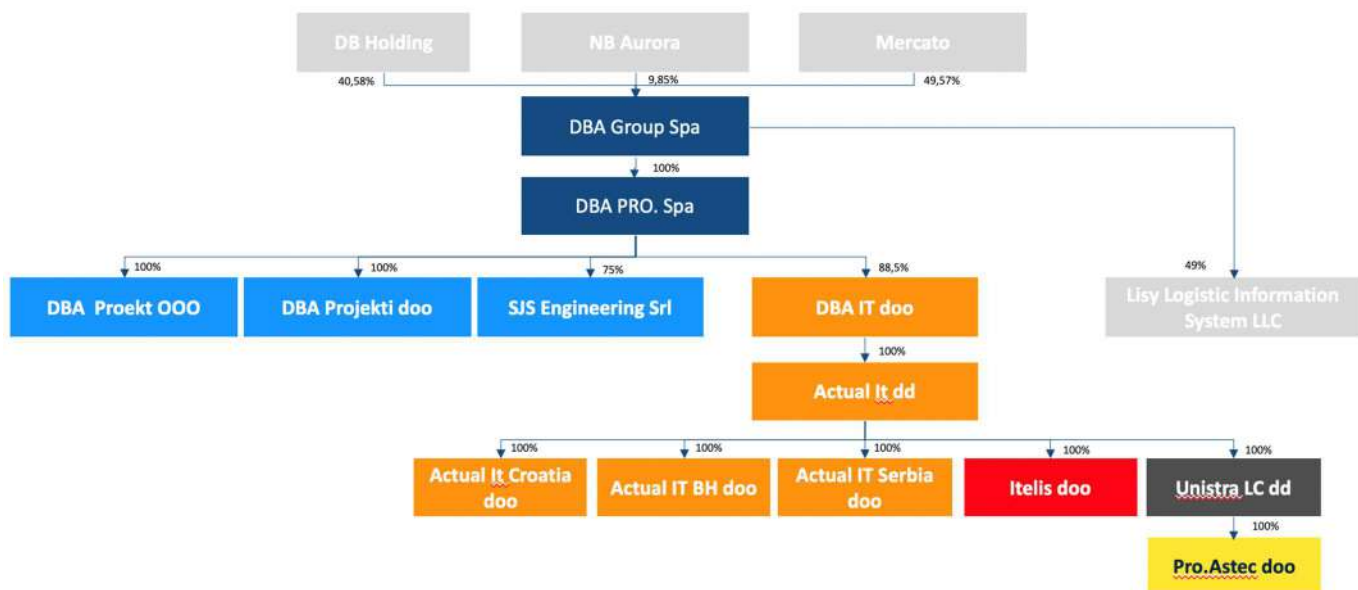 DB Holding
NB Aurora
Mercato
40,58%
9,85%
49,57%
DBA Group Spa
100%
DBA PRO. Spa
100%
100%
75%
88,5%
49%
DBA  Proekt OOO
DBA Projekti doo
SJS Engineering Srl
DBA IT doo
Lisy Logistic Information
System LLC
100%
Actual It dd
100%
100%
100%
100%
100%
Actual It Croatia
doo
Actual IT BH doo
Actual IT Serbia
doo
Itelis doo
Unistra LC dd
100%
Pro.Astec doo